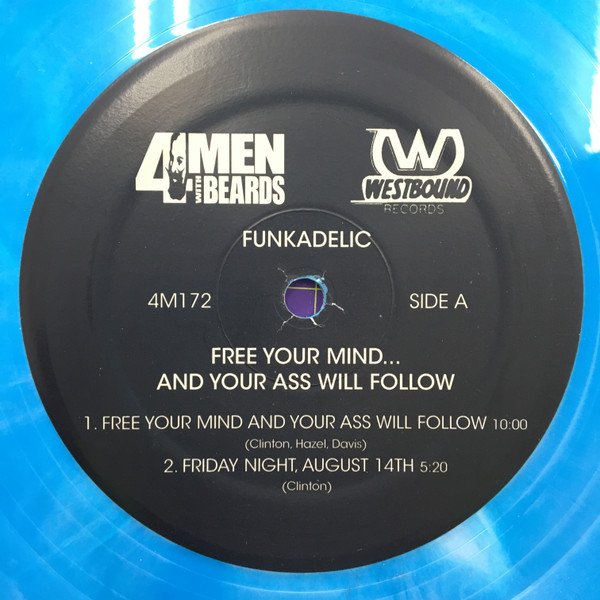 4 MEN
WITH BEARDS
W
WESTBOUND
RECORDS
FUNKADELIC
4M172
SIDE A
FREE YOUR MIND...
AND YOUR ASS WILL FOLLOW
1. FREE YOUR MIND AND YOUR ASS WILL FOLLOW 10:00
(Clinton, Hazel, Davis)
2. FRIDAY NIGHT, AUGUST 14TH 5:20
(Clinton)